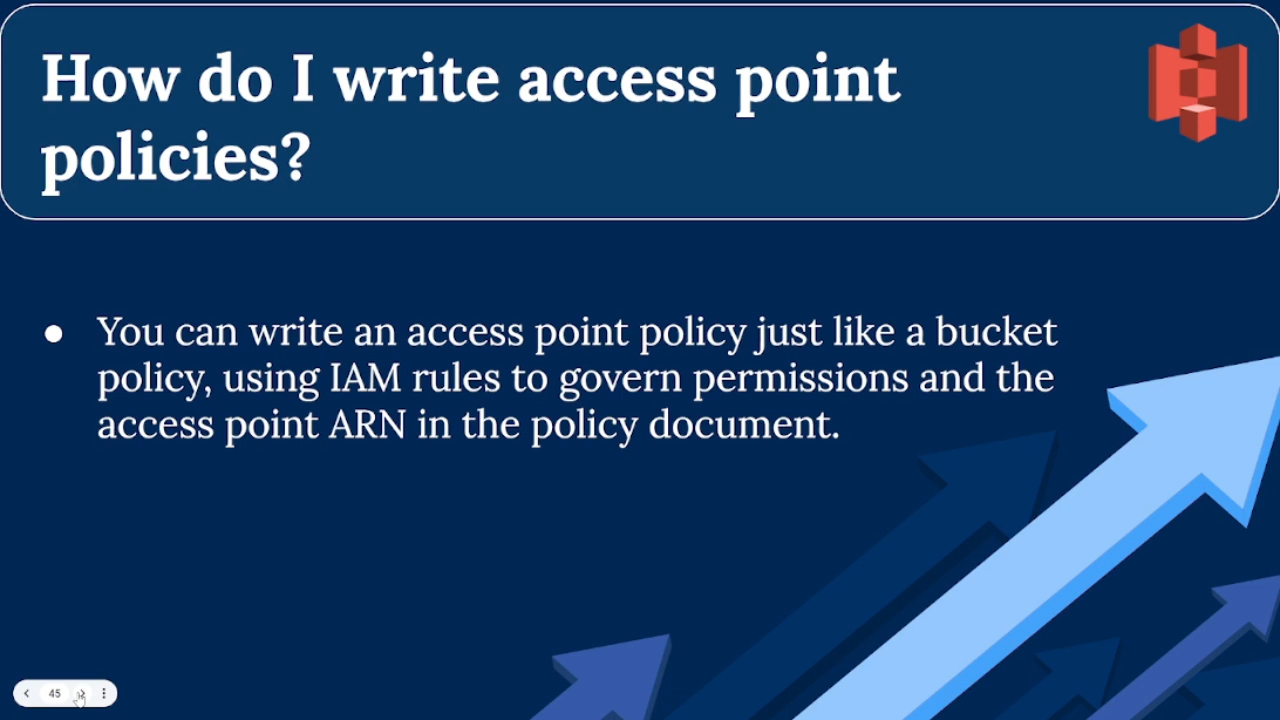 How do I write access point
policies?
● You can write an access point policy just like a bucket
policy, using IAM rules to govern permissions and the
access point ARN in the policy document.
45